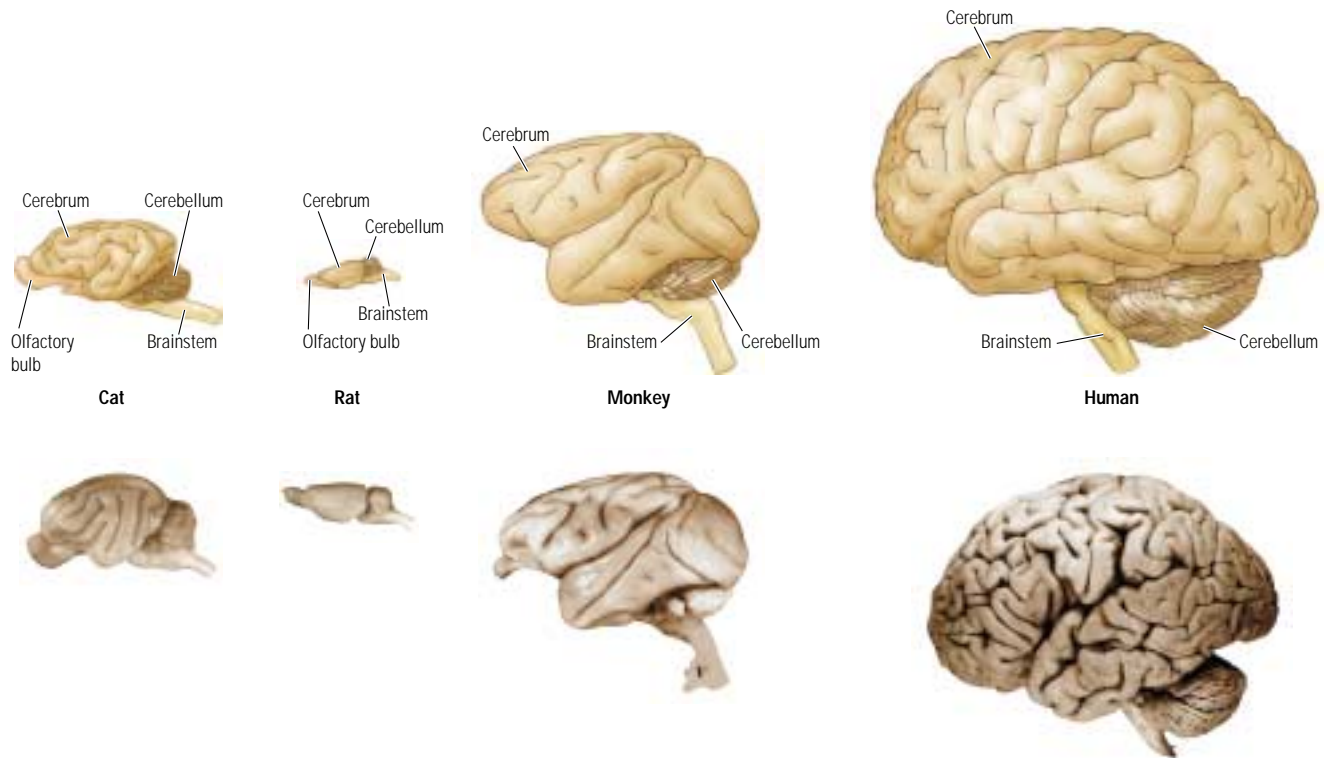 Cerebrum
Cerebellum
Olfactory
bulb
Brainstem
Cat
Cerebrum
Cerebellum
Brainstem
Olfactory bulb
Rat
Cerebrum
Brainstem
Cerebellum
Monkey
Cerebrum
Brainstem
Cerebellum
Human